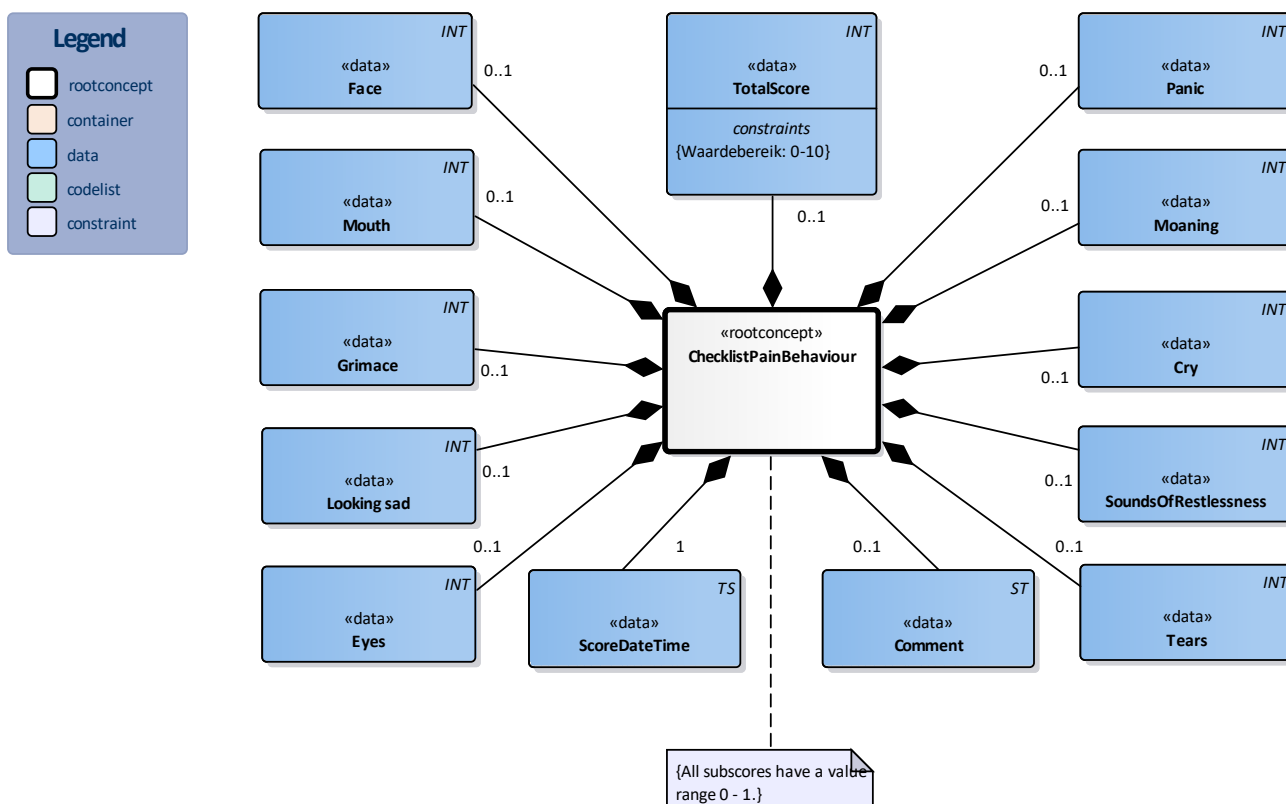 Legend
rootconcept
container
data
codelist
constraint
INT
«data»
Face
0..1
INT
«data»
TotalScore
constraints
{Waardebereik: 0-10}
0..1
INT
«data»
Panic
0..1
INT
«data»
Mouth
0..1
INT
«data»
Moaning
0..1
INT
«data»
Grimace
0..1
«rootconcept»
ChecklistPainBehaviour
INT
«data»
Cry
0..1
INT
«data»
Looking sad
0..1
INT
«data»
SoundsOfRestlessness
0..1
INT
«data»
Eyes
0..1
TS
«data»
ScoreDateTime
1
ST
«data»
Comment
0..1
INT
«data»
Tears
0..1
{All subscores have a value
range 0 - 1.}